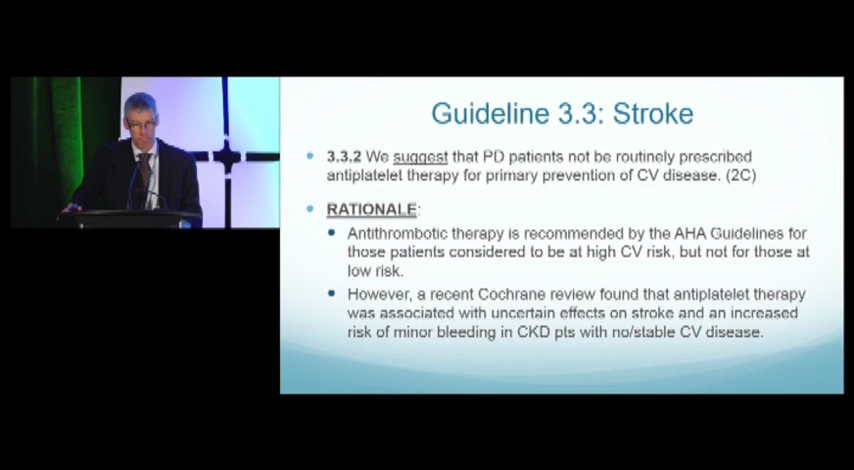 Guideline 3.3: Stroke
3.3.2 We suggest that PD patients not be routinely prescribed
antiplatelet therapy for primary prevention of CV disease. (2C)
RATIONALE:
Antithrombotic therapy is recommended by the AHA Guidelines for
those patients considered to be at high CV risk, but not for those at
low risk.
However, a recent Cochrane review found that antiplatelet therapy
was associated with uncertain effects on stroke and an increased
risk of minor bleeding in CKD pts with no/stable CV disease.